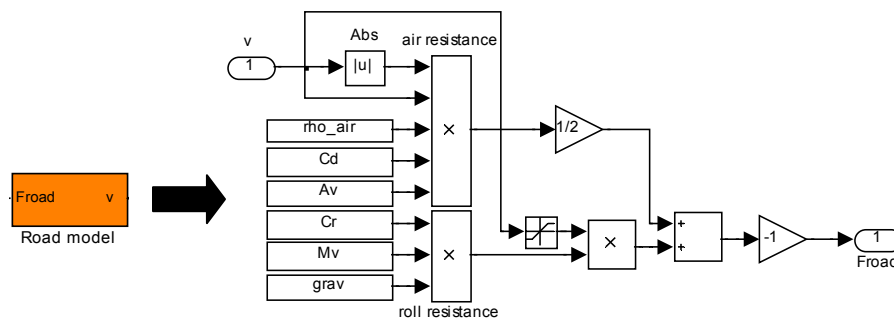 v
1
Abs
|u|
air resistance
×
rho_air
Cd
Av
Cr
Mv
grav
×
roll resistance
1/2
×
+
+
-1
1
Froad
Froad v
Road model